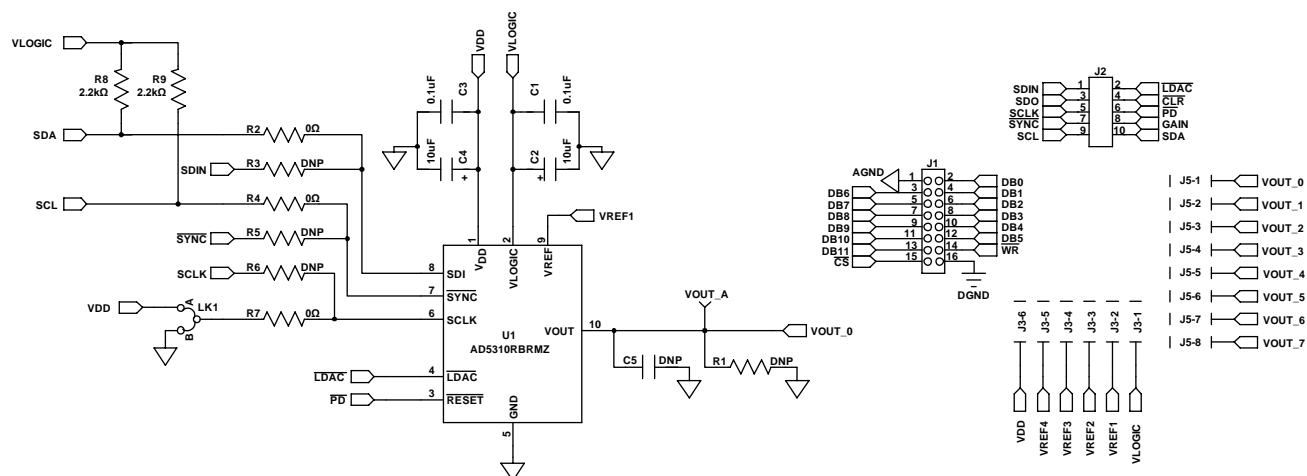 VLOGIC
R8
2.2kΩ
R9
2.2kΩ
SDA
R2
0Ω
SDIN
R3
DNP
SCL
R4
0Ω
SYNC
R5
DNP
SCLK
R6
DNP
VDD
A
LK1
B
R7
0Ω
LDAC
PD
VDD
VLOGIC
0.1uF
C3
C1
0.1uF
10uF
C4
+
C2
+
10uF
VREF1
1
2
9
VDD
VLOGIC
VREF
8
SDI
7
SYNC
6
SCLK
U1
AD5310RBRMZ
VOUT
10
4
LDAC
3
RESET
GND
5
VOUT_A
VOUT_0
C5
DNP
R1
DNP
J2
SDIN 1 2 LDAC
SDO 3 4 CLR
SCLK 5 6 PD
SYNC 7 8 GAIN
SCL 9 10 SDA
J1
AGND 1 2 DB0
DB6 3 4 DB1
DB7 5 6 DB2
DB8 7 8 DB3
DB9 9 10 DB4
DB10 11 12 DB5
DB11 13 14 WR
CS 15 16
DGND
J5-1 VOUT_0
J5-2 VOUT_1
J5-3 VOUT_2
J5-4 VOUT_3
J5-5 VOUT_4
J5-6 VOUT_5
J5-7 VOUT_6
J5-8 VOUT_7
J3-6
J3-5
J3-4
J3-3
J3-2
J3-1
VDD
VREF4
VREF3
VREF2
VREF1
VLOGIC